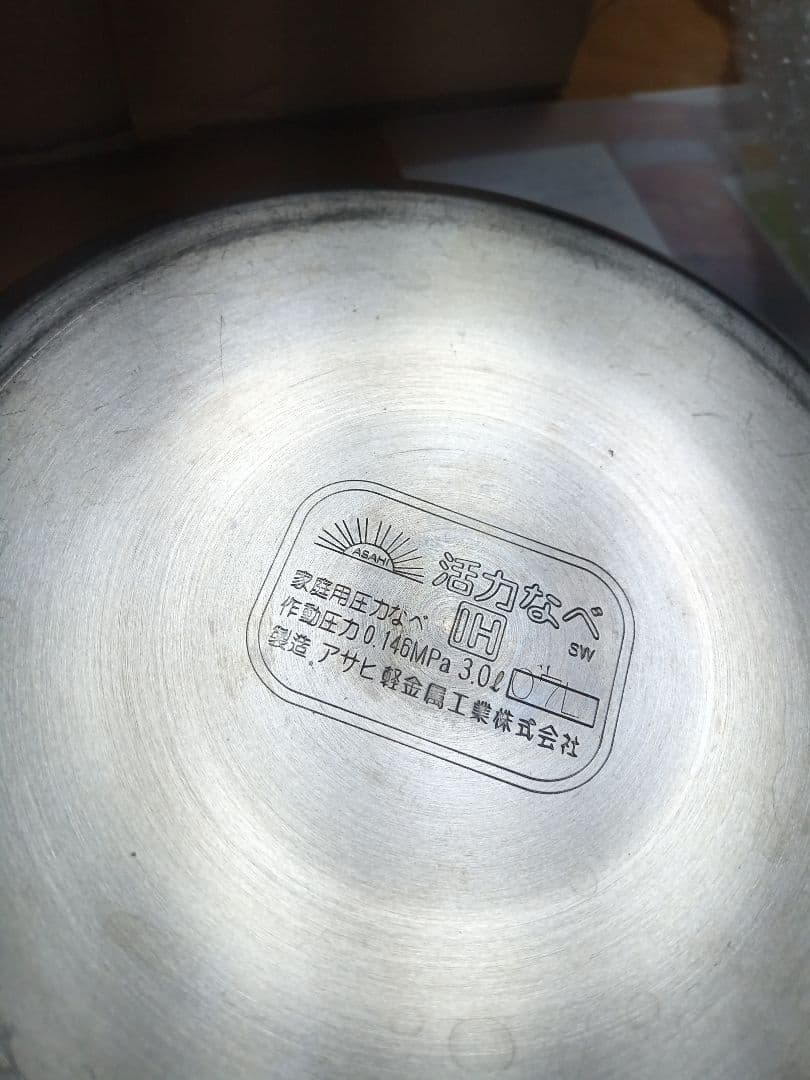 ASAHI
活力なべ
IH SW
家庭用圧力なべ
作動圧力 0.146MPa 3.0ℓ
製造.アサヒ軽金属工業株式会社